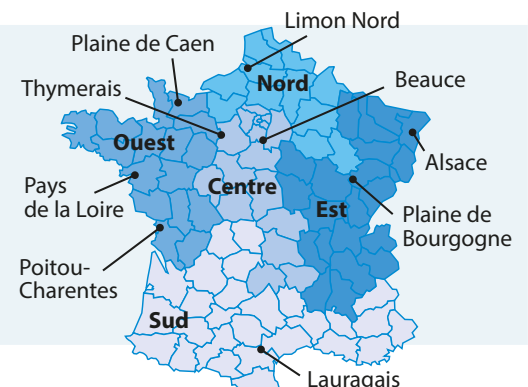 Limon Nord
Plaine de Caen
Nord
Beauce
Thymerais
Ouest
Alsace
Centre
Pays
de la Loire
Est
Plaine de
Bourgogne
Poitou-
Charentes
Sud
Lauragais